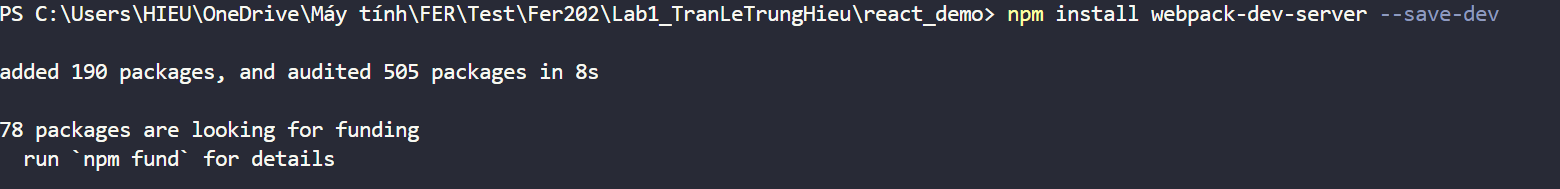 PS C:\Users\HIEU\OneDrive\Máy tính\FER\Test\Fer202\Lab1_TranLeTrungHieu\react_demo> npm install webpack-dev-server --save-dev
added 190 packages, and audited 505 packages in 8s
78 packages are looking for funding
  run `npm fund` for details